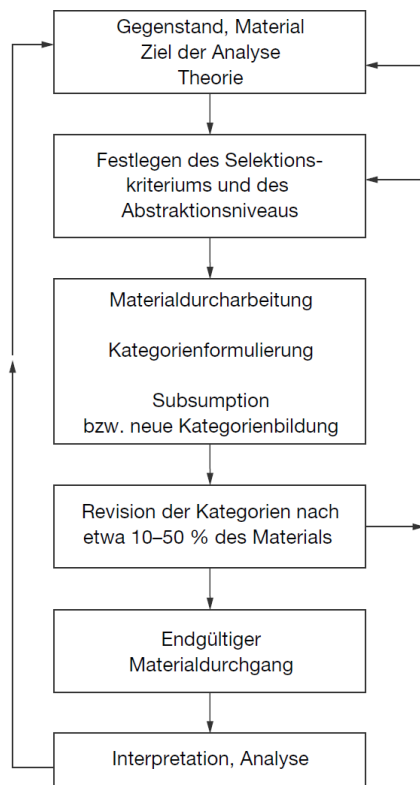 Gegenstand, Material
Ziel der Analyse
Theorie
Festlegen des Selektions-
kriteriums und des
Abstraktionsniveaus
Materialdurcharbeitung
Kategorienformulierung
Subsumption
bzw. neue Kategorienbildung
Revision der Kategorien nach
etwa 10–50 % des Materials
Endgültiger
Materialdurchgang
Interpretation, Analyse